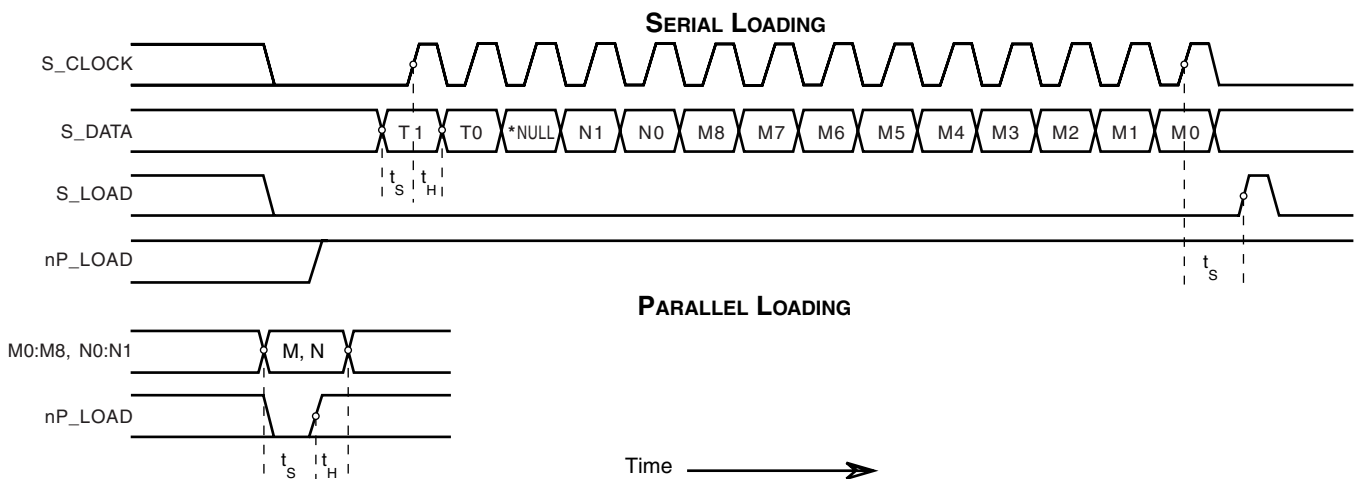 SERIAL LOADING
S_CLOCK
S_DATA
T1 T0 *NULL N1 N0 M8 M7 M6 M5 M4 M3 M2 M1 M0
tS tH
S_LOAD
nP_LOAD
tS
PARALLEL LOADING
M0:M8, N0:N1
M, N
nP_LOAD
tS tH
Time